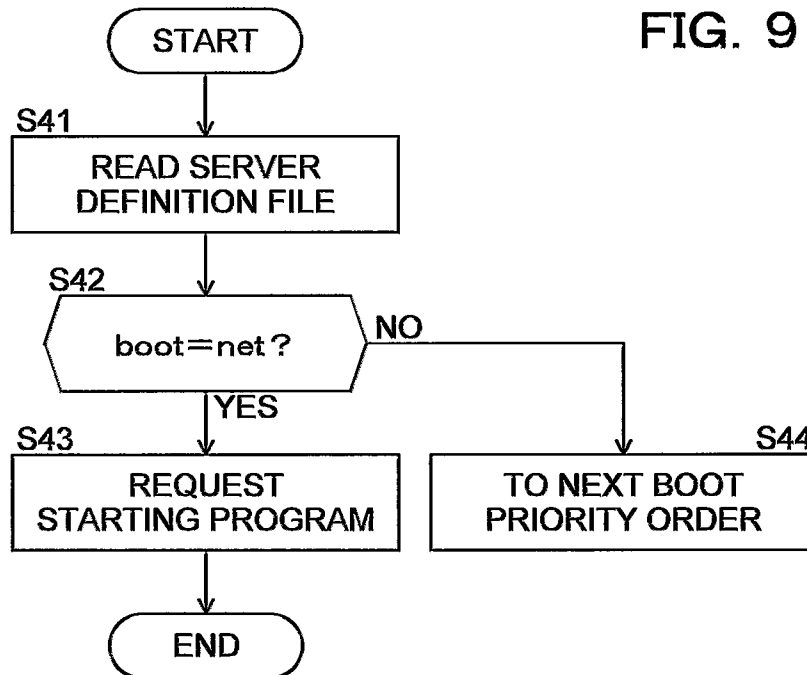 FIG. 9
START
S41
READ SERVER
DEFINITION FILE
S42
boot=net?
NO
YES
S43
REQUEST
STARTING PROGRAM
S44
TO NEXT BOOT
PRIORITY ORDER
END